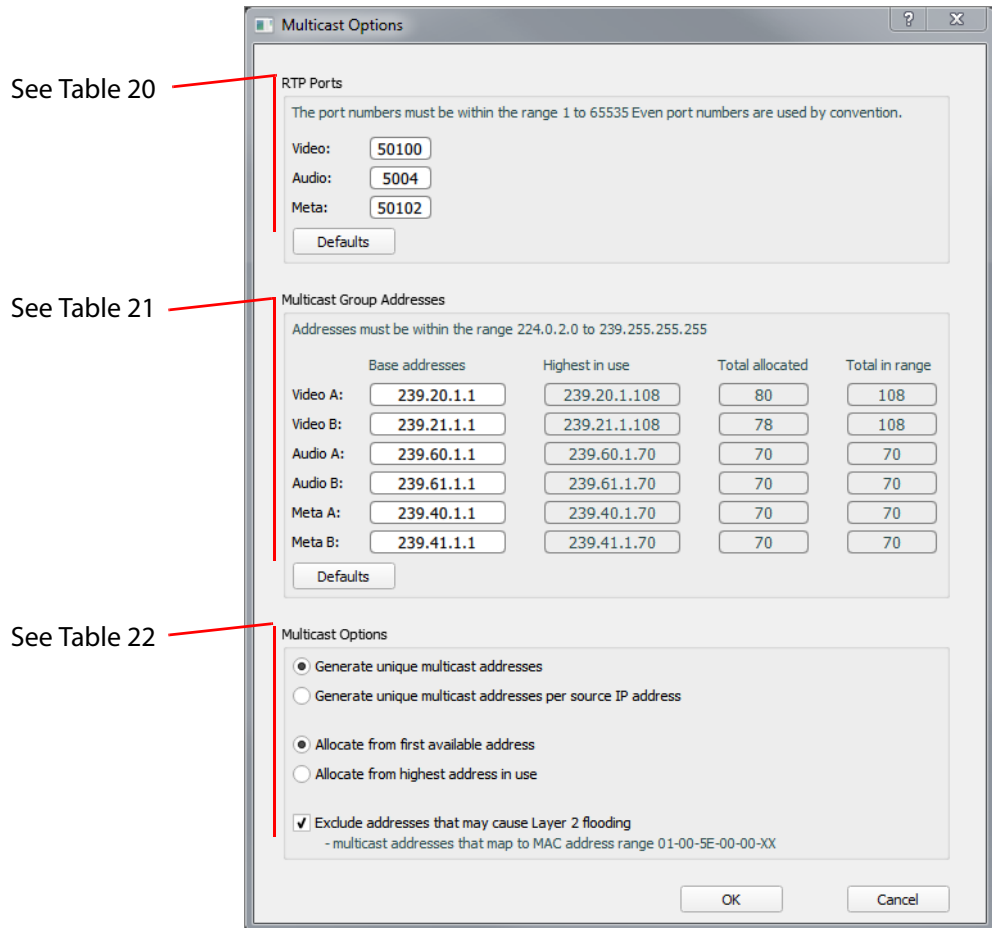 Multicast Options
See Table 20
RTP Ports
The port numbers must be within the range 1 to 65535 Even port numbers are used by convention.
Video: 50100
Audio: 5004
Meta: 50102
Defaults
See Table 21
Multicast Group Addresses
Addresses must be within the range 224.0.2.0 to 239.255.255.255
Base addresses Highest in use Total allocated Total in range
Video A: 239.20.1.1 239.20.1.108 80 108
Video B: 239.21.1.1 239.21.1.108 78 108
Audio A: 239.60.1.1 239.60.1.70 70 70
Audio B: 239.61.1.1 239.61.1.70 70 70
Meta A: 239.40.1.1 239.40.1.70 70 70
Meta B: 239.41.1.1 239.41.1.70 70 70
Defaults
See Table 22
Multicast Options
Generate unique multicast addresses
Generate unique multicast addresses per source IP address
Allocate from first available address
Allocate from highest address in use
Exclude addresses that may cause Layer 2 flooding
- multicast addresses that map to MAC address range 01-00-5E-00-00-XX
OK Cancel